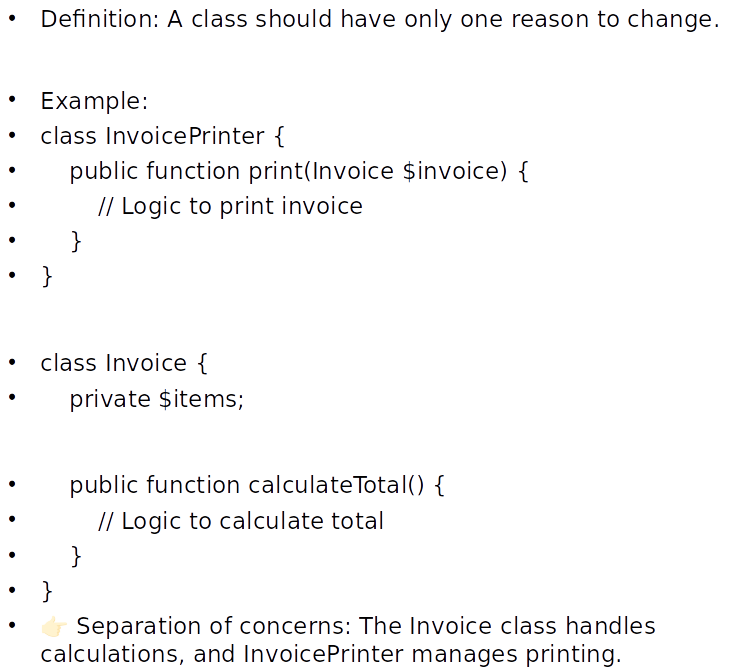 • Definition: A class should have only one reason to change.
• Example:
• class InvoicePrinter {
•     public function print(Invoice $invoice) {
•         // Logic to print invoice
•     }
• }
• class Invoice {
•     private $items;
•     public function calculateTotal() {
•         // Logic to calculate total
•     }
• }
• 👉 Separation of concerns: The Invoice class handles
calculations, and InvoicePrinter manages printing.